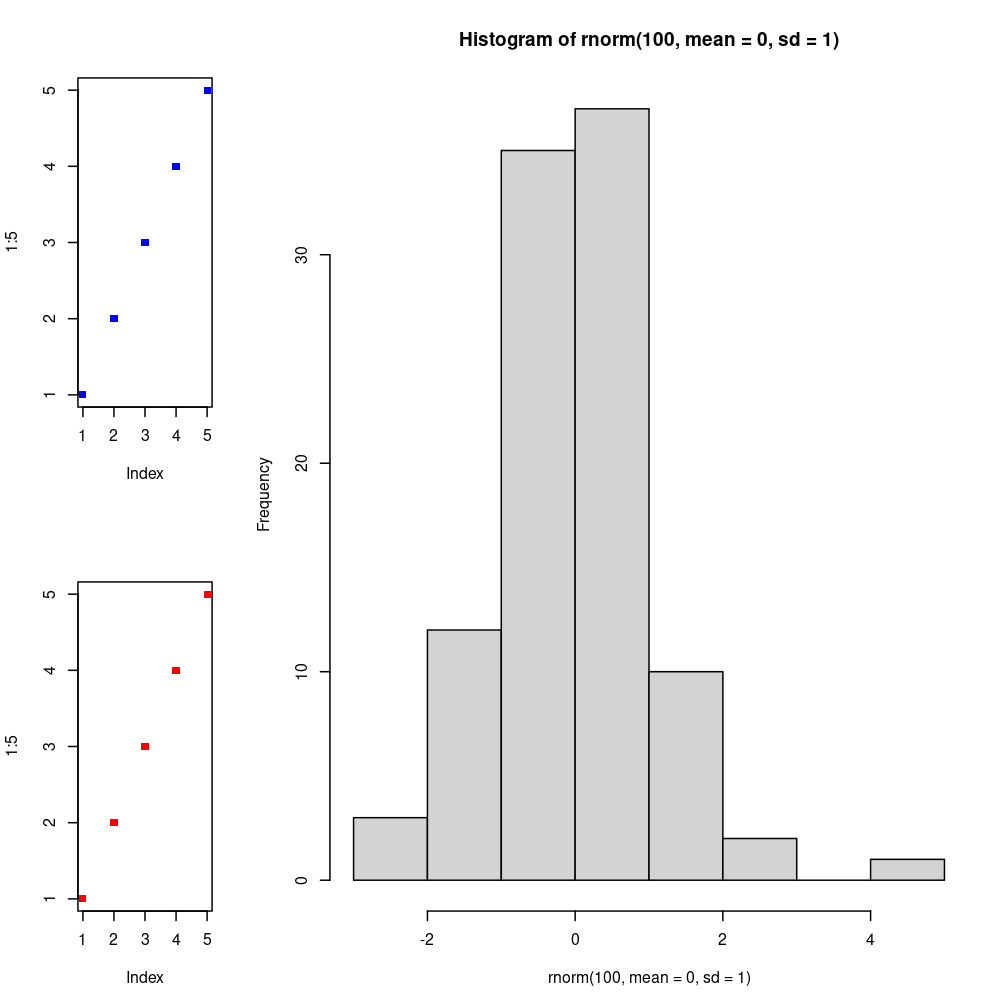 Histogram of rnorm(100, mean = 0, sd = 1)
5
4
3
2
1
1:5
1 2 3 4 5
Index
5
4
3
2
1
1:5
1 2 3 4 5
Index
30
20
10
0
Frequency
-2 0 2 4
rnorm(100, mean = 0, sd = 1)